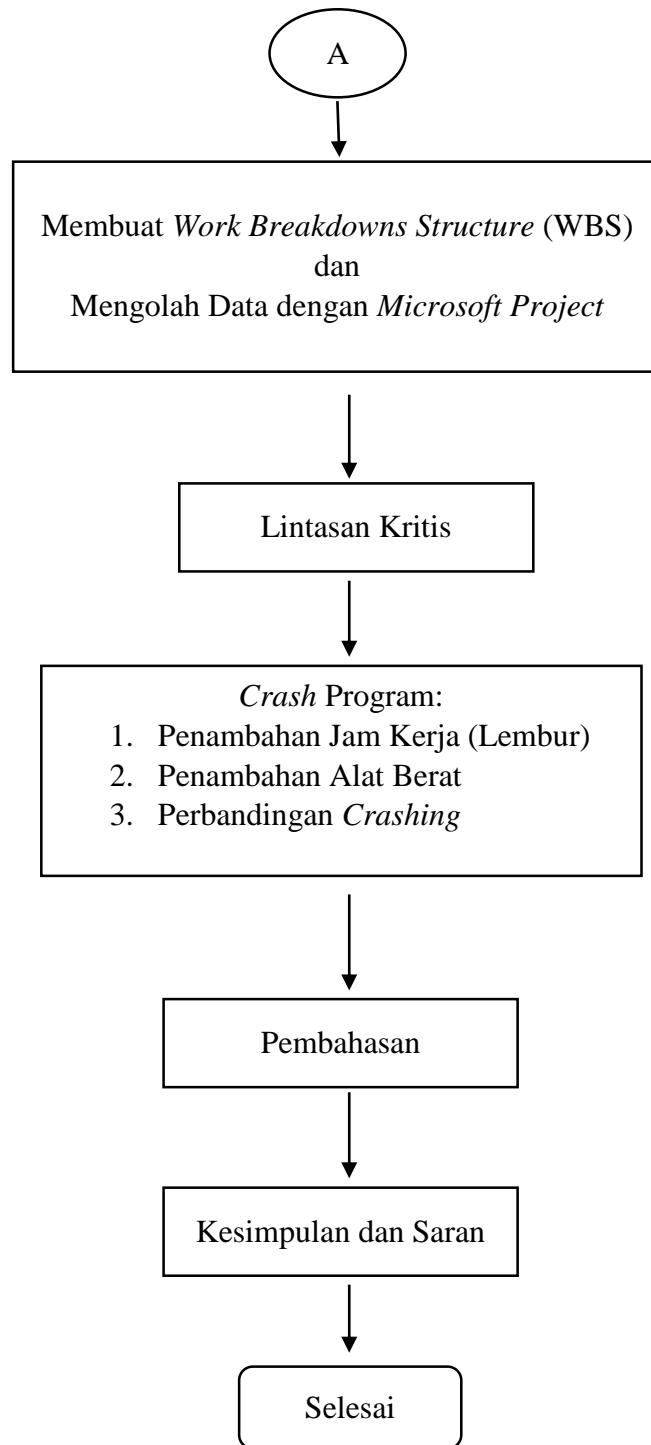 A
Membuat Work Breakdowns Structure (WBS)
dan
Mengolah Data dengan Microsoft Project
Lintasan Kritis
Crash Program:
1. Penambahan Jam Kerja (Lembur)
2. Penambahan Alat Berat
3. Perbandingan Crashing
Pembahasan
Kesimpulan dan Saran
Selesai